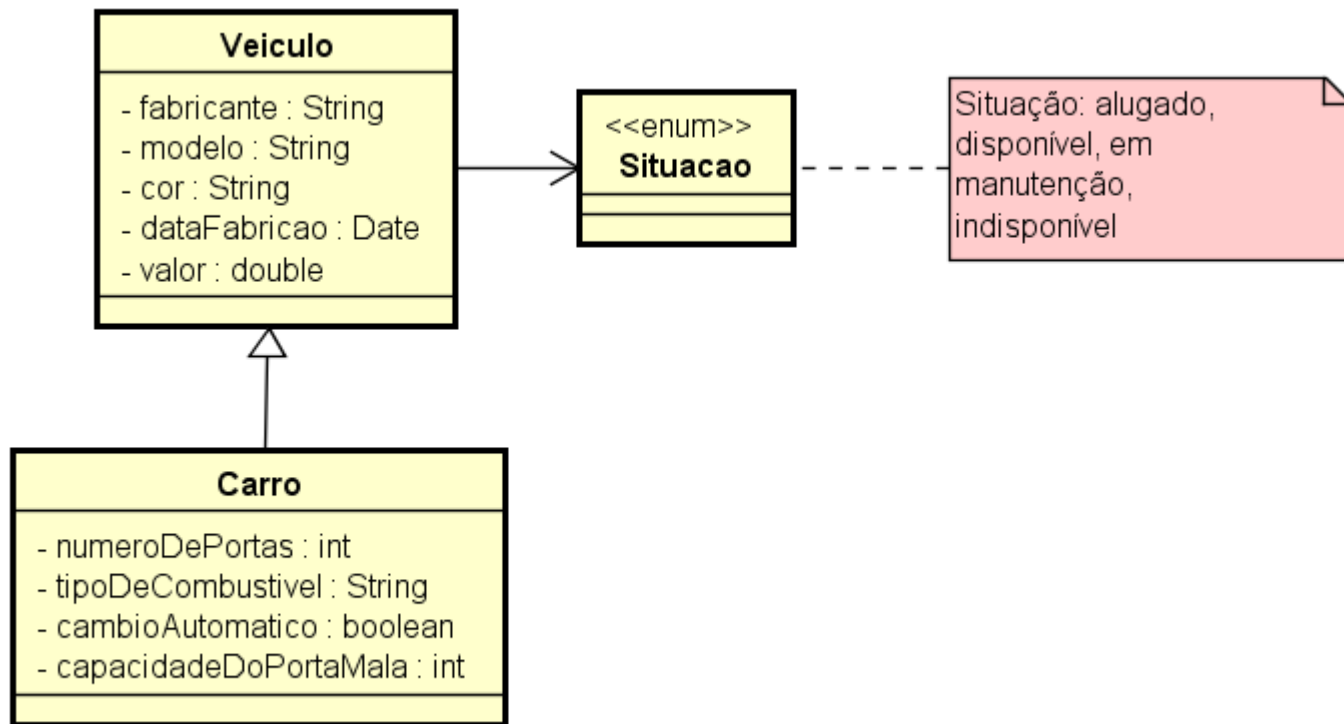 Veiculo
- fabricante : String
- modelo : String
- cor : String
- dataFabricao : Date
- valor : double
<<enum>>
Situacao
Situação: alugado,
disponível, em
manutenção,
indisponível
Carro
- numeroDePortas : int
- tipoDeCombustivel : String
- cambioAutomatico : boolean
- capacidadeDoPortaMala : int